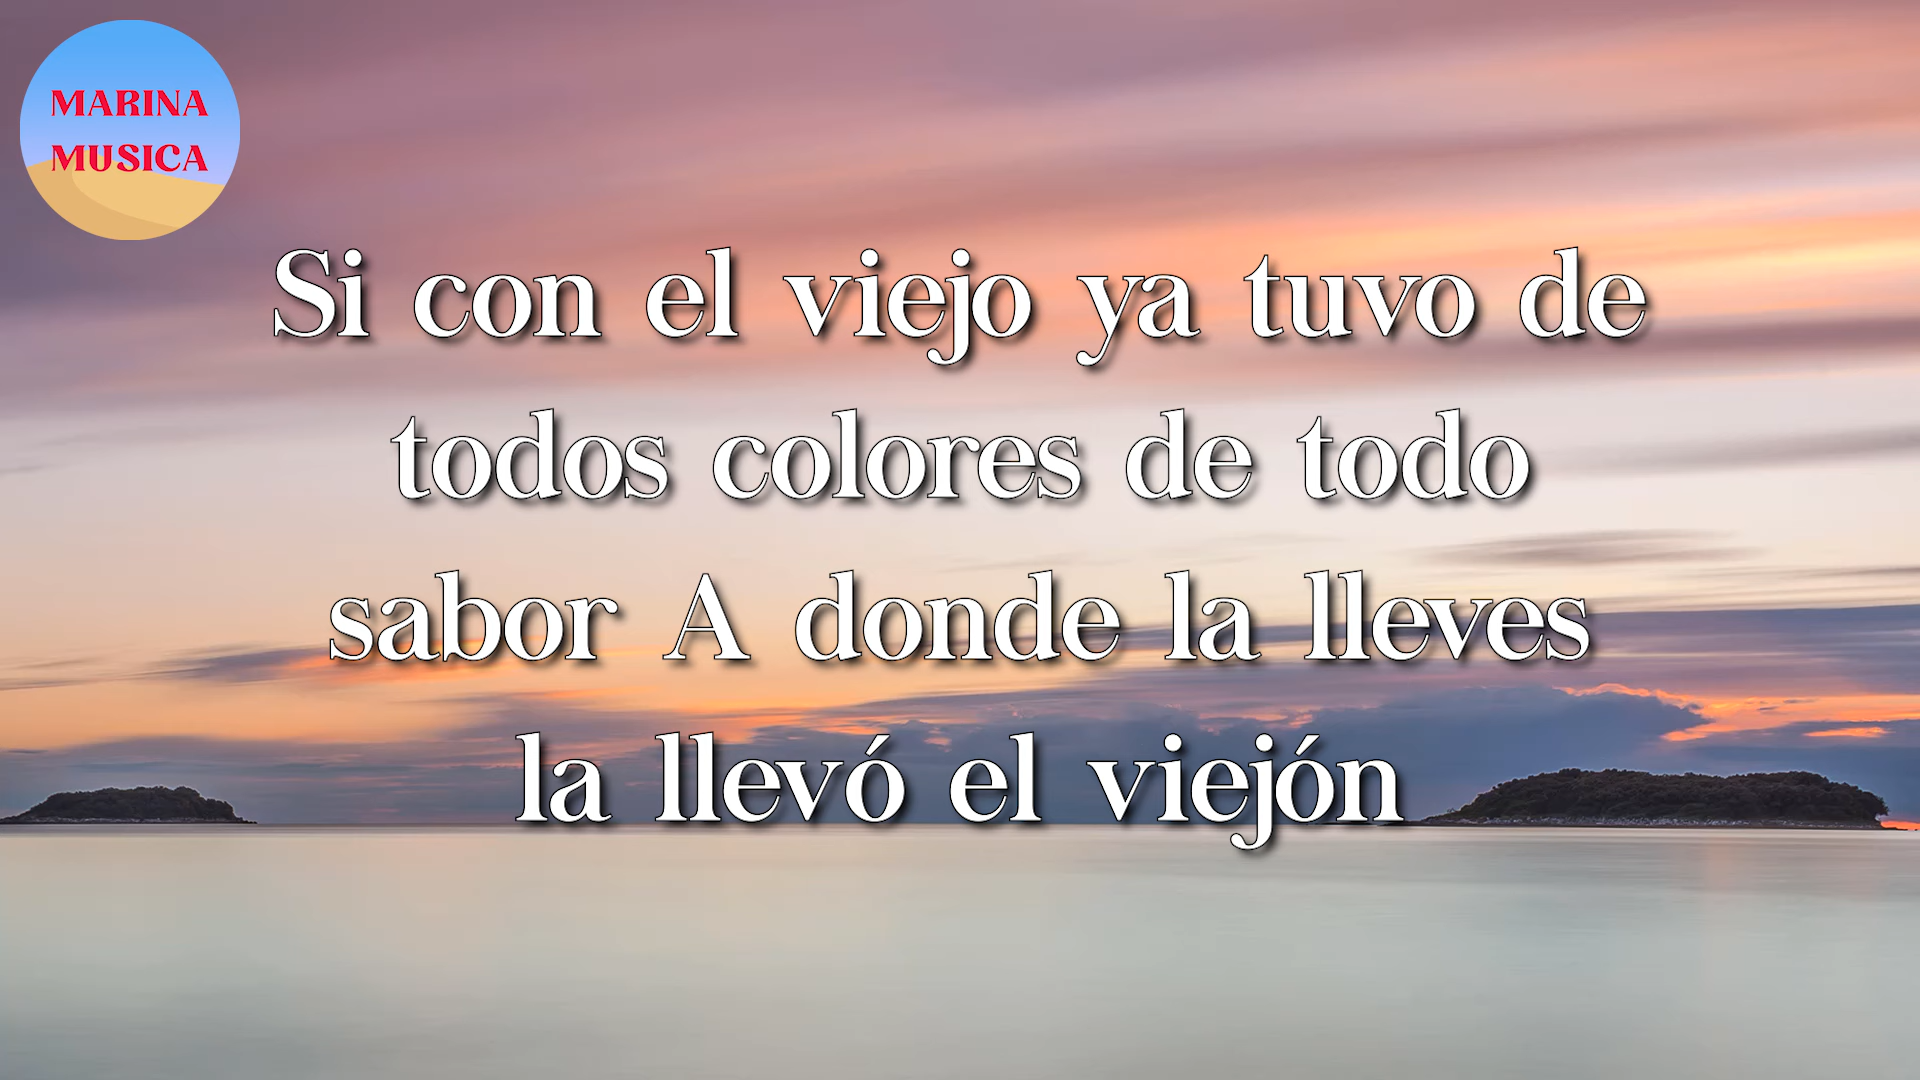 MARINA
MUSICA
Si con el viejo ya tuvo de
todos colores de todo
sabor A donde la lleves
la llevó el viejón